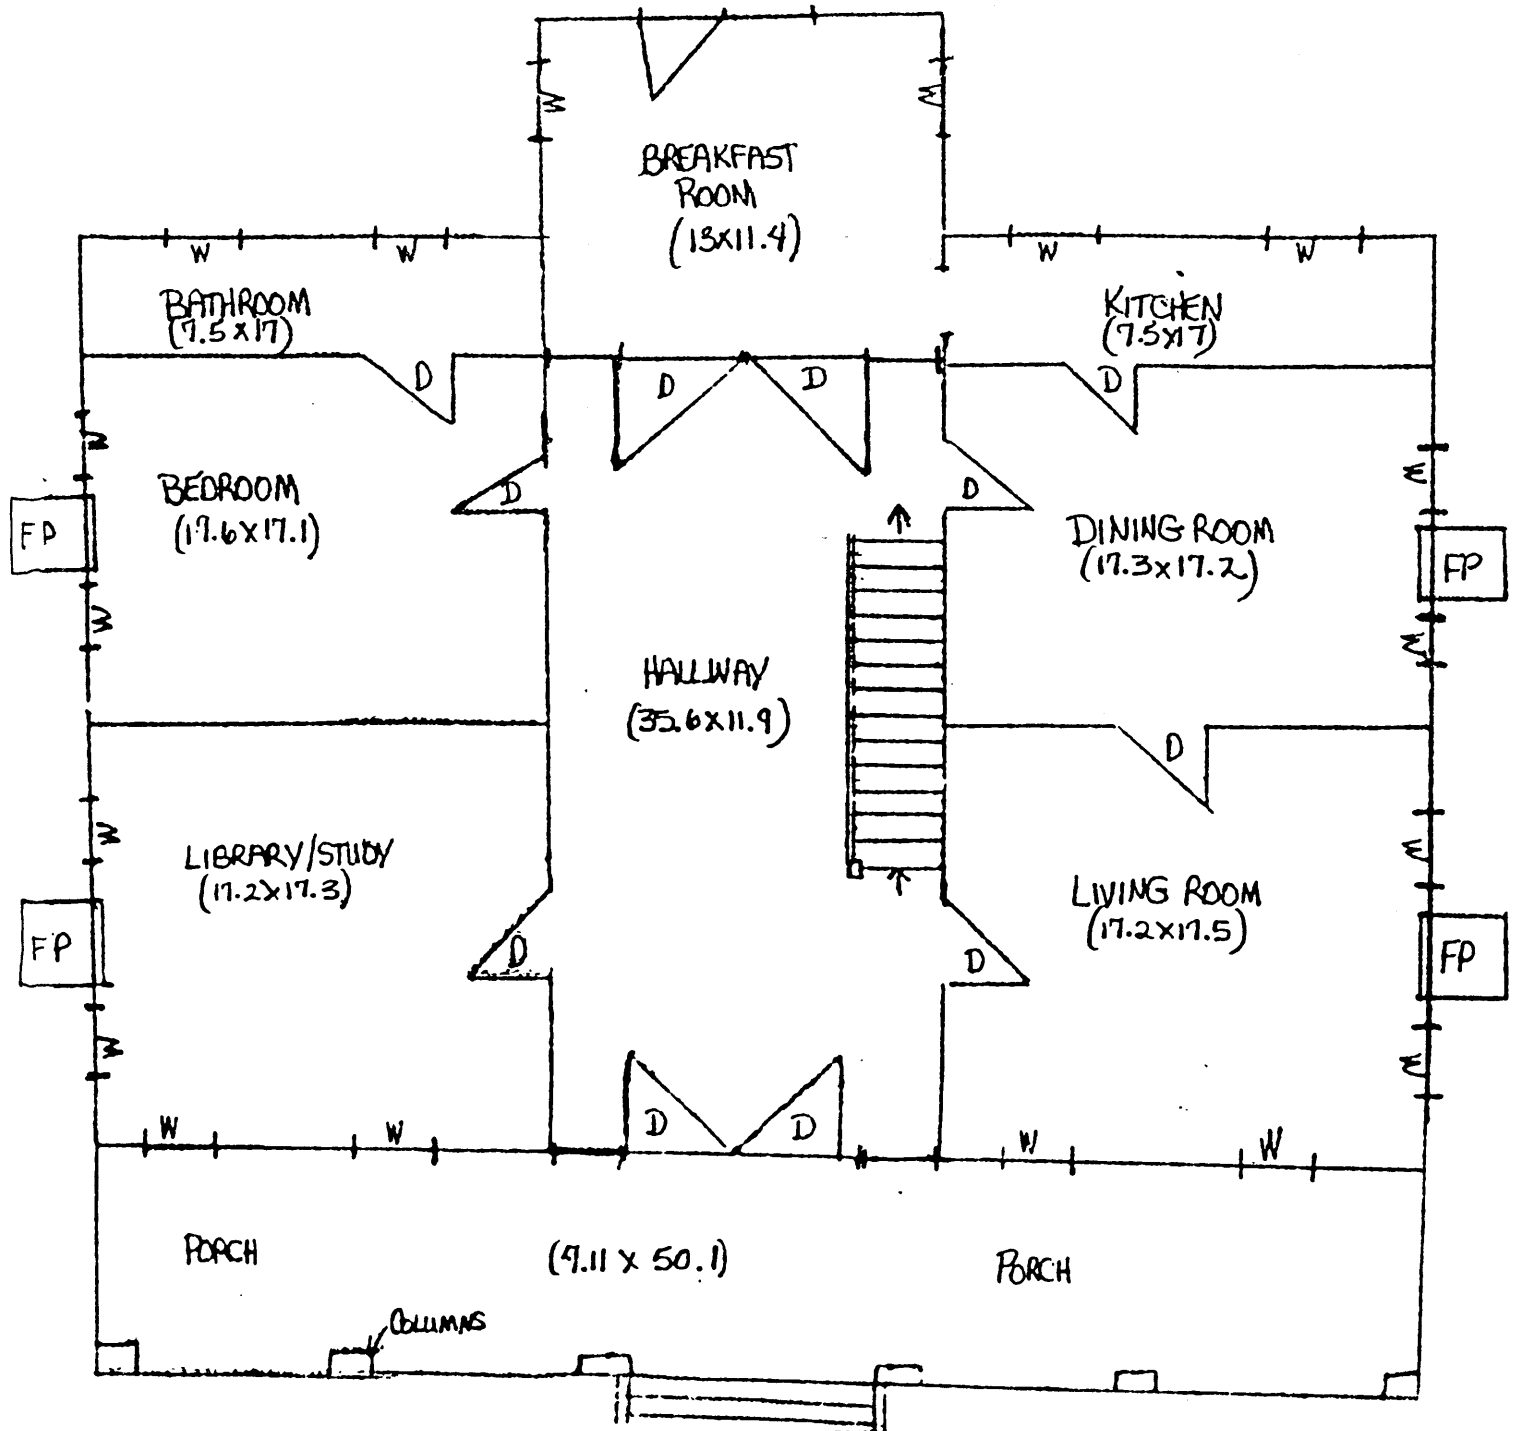 W
W
BREAKFAST
ROOM
(13x11.4)
W
W
W
W
BATHROOM
(7.5 x 17)
KITCHEN
(7.5x17)
D
D
D
D
W
BEDROOM
(17.6x17.1)
D
D
W
FP
DINING ROOM
(17.3x17.2)
FP
W
W
HALLWAY
(35.6x11.9)
D
W
LIBRARY/STUDY
(17.2x17.3)
W
LIVING ROOM
(17.2x17.5)
FP
D
D
FP
W
W
W
W
D
D
W
W
PORCH
(9.11 x 50.1)
PORCH
COLUMNS